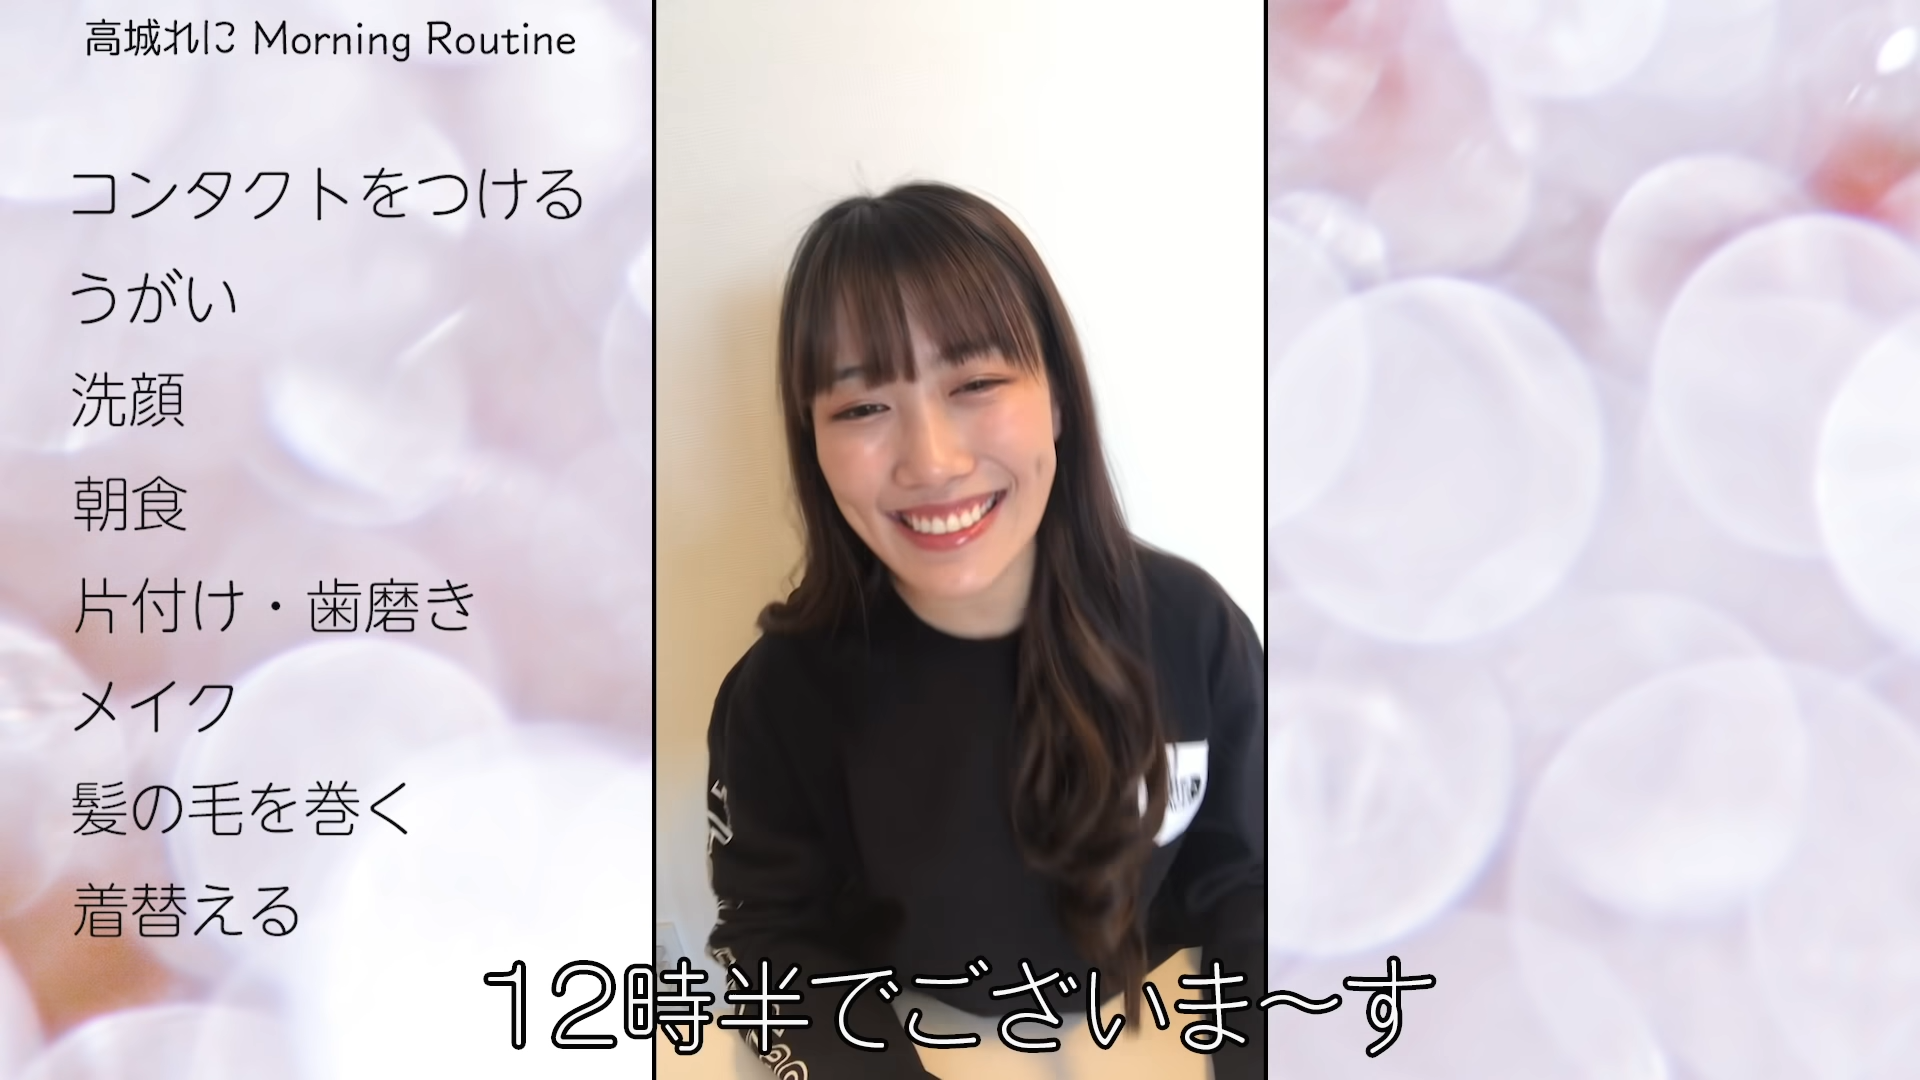 高城れに Morning Routine
コンタクトをつける
うがい
洗顔
朝食
片付け・歯磨き
メイク
髪の毛を巻く
着替える
12時半でございま〜す